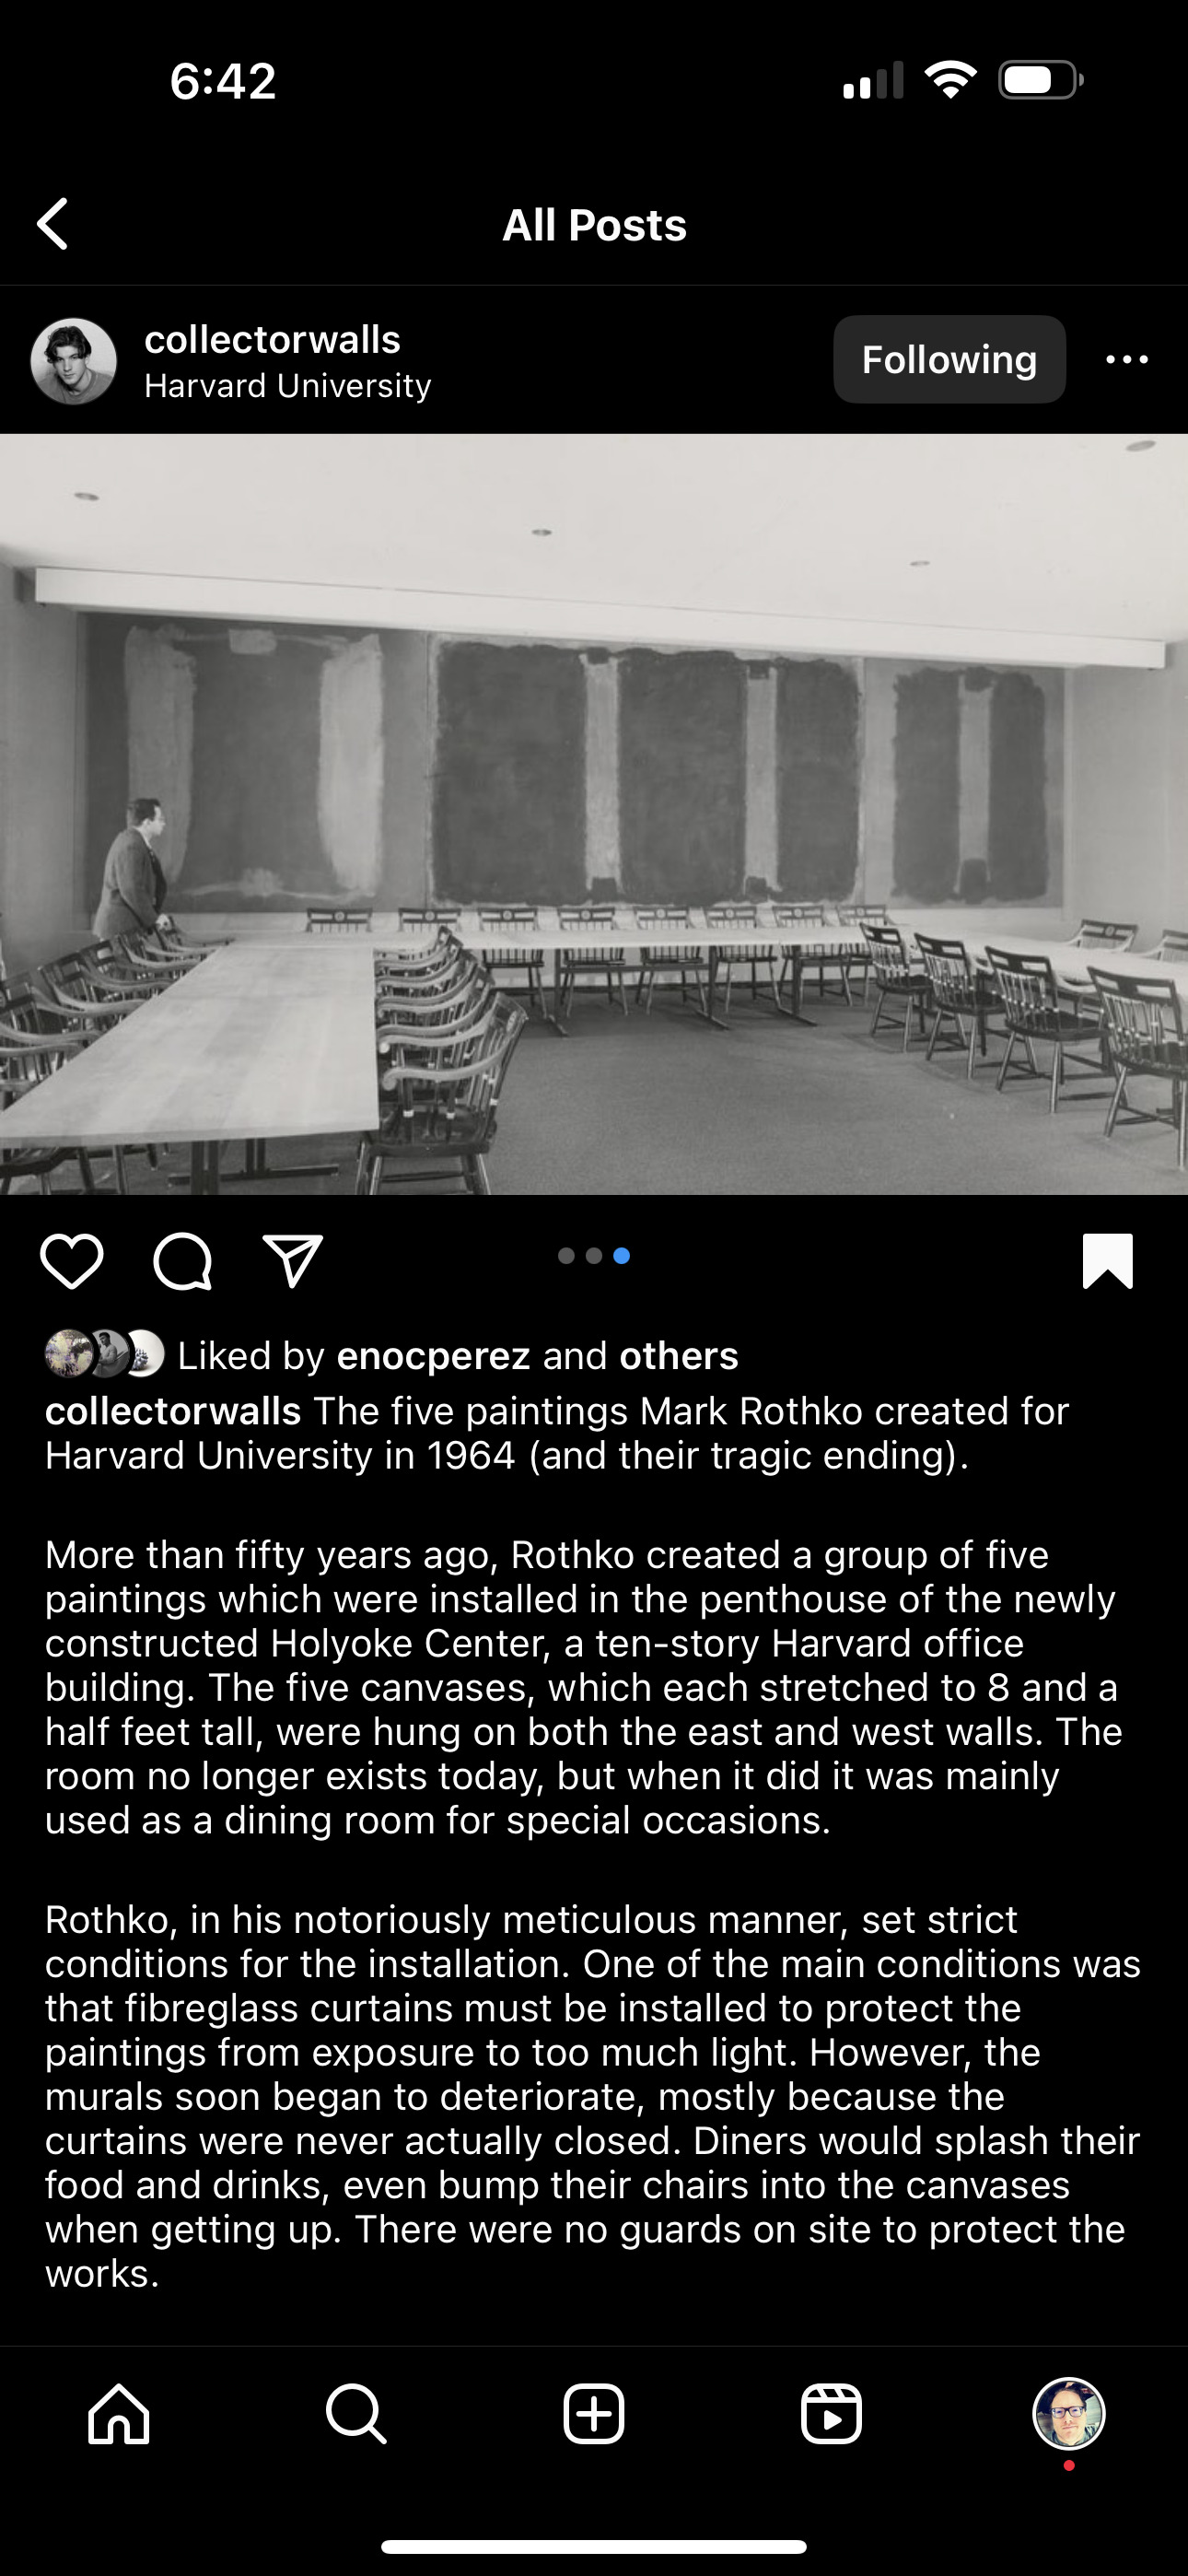 6:42
All Posts
collectorwalls
Harvard University
Following
Liked by enocperez and others
collectorwalls The five paintings Mark Rothko created for
Harvard University in 1964 (and their tragic ending).
More than fifty years ago, Rothko created a group of five
paintings which were installed in the penthouse of the newly
constructed Holyoke Center, a ten-story Harvard office
building. The five canvases, which each stretched to 8 and a
half feet tall, were hung on both the east and west walls. The
room no longer exists today, but when it did it was mainly
used as a dining room for special occasions.
Rothko, in his notoriously meticulous manner, set strict
conditions for the installation. One of the main conditions was
that fibreglass curtains must be installed to protect the
paintings from exposure to too much light. However, the
murals soon began to deteriorate, mostly because the
curtains were never actually closed. Diners would splash their
food and drinks, even bump their chairs into the canvases
when getting up. There were no guards on site to protect the
works.